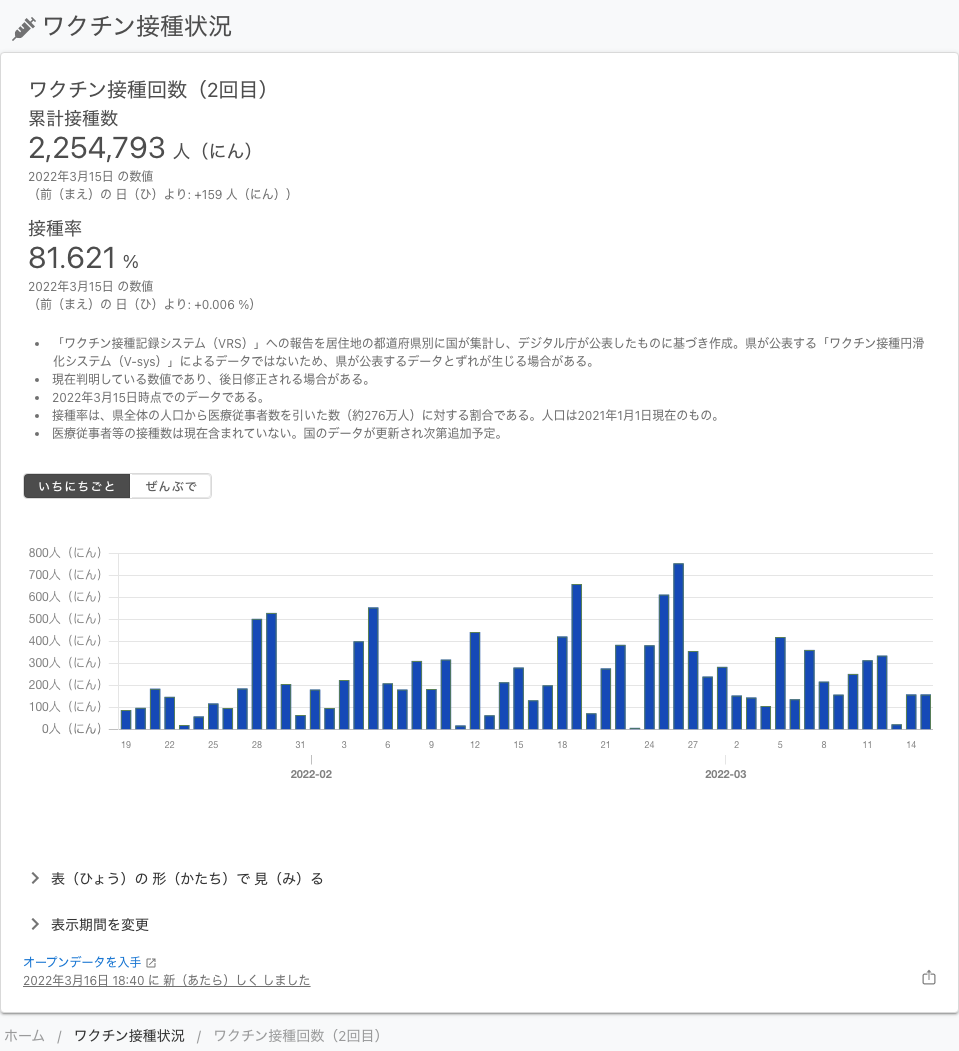 ワクチン接種状況
ワクチン接種回数（2回目）
累計接種数
2,254,793 人（にん）
2022年3月15日 の数値
（前（まえ）の 日（ひ）より: +159 人（にん））
接種率
81.621 %
2022年3月15日 の数値
（前（まえ）の 日（ひ）より: +0.006 %）
• 「ワクチン接種記録システム（VRS）」への報告を居住地の都道府県別に国が集計し、デジタル庁が公表したものに基づき作成。県が公表する「ワクチン接種円滑
化システム（V-sys）」によるデータではないため、県が公表するデータとずれが生じる場合がある。
• 現在判明している数値であり、後日修正される場合がある。
• 2022年3月15日時点でのデータである。
• 接種率は、県全体の人口から医療従事者数を引いた数（約276万人）に対する割合である。人口は2021年1月1日現在のもの。
• 医療従事者等の接種数は現在含まれていない。国のデータが更新され次第追加予定。
いちにちごと ぜんぶで
800人（にん）
700人（にん）
600人（にん）
500人（にん）
400人（にん）
300人（にん）
200人（にん）
100人（にん）
0人（にん）
19 22 25 28 31 3 6 9 12 15 18 21 24 27 2 5 8 11 14
2022-02 2022-03
表（ひょう）の 形（かたち）で 見（み）る
表示期間を変更
オープンデータを入手
2022年3月16日 18:40 に 新（あたら）しく しました
ホーム / ワクチン接種状況 / ワクチン接種回数（2回目）